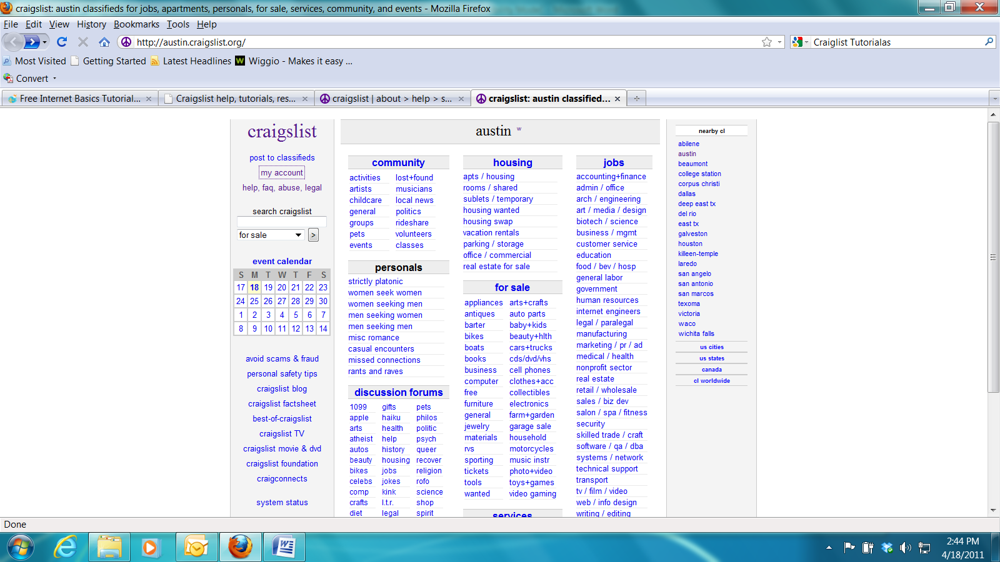 craigslist: austin classifieds for jobs, apartments, personals, for sale, services, community, and events - Mozilla Firefox
File Edit View History Bookmarks Tools Help
http://austin.craigslist.org/
Craiglist Tutorialas
Most Visited Getting Started Latest Headlines Wiggio - Makes it easy ...
Convert
Free Internet Basics Tutorial...
Craigslist help, tutorials, res...
craigslist | about > help > s...
craigslist: austin classified...
craigslist
post to classifieds
my account
help, faq, abuse, legal
search craigslist
for sale
>
event calendar
S M T W T F S
17 18 19 20 21 22 23
24 25 26 27 28 29 30
1 2 3 4 5 6 7
8 9 10 11 12 13 14
avoid scams & fraud
personal safety tips
craigslist blog
craigslist factsheet
best-of-craigslist
craigslist TV
craigslist movie & dvd
craigslist foundation
craigconnects
system status
austin w
community
activities lost+found
artists musicians
childcare local news
general politics
groups rideshare
pets volunteers
events classes
personals
strictly platonic
women seek women
women seeking men
men seeking women
men seeking men
misc romance
casual encounters
missed connections
rants and raves
discussion forums
1099 gifts pets
apple haiku philos
arts health politic
atheist help psych
autos history queer
beauty housing recover
bikes jobs religion
celebs jokes rofo
comp kink science
crafts l.t.r. shop
diet legal spirit
housing
apts / housing
rooms / shared
sublets / temporary
housing wanted
housing swap
vacation rentals
parking / storage
office / commercial
real estate for sale
for sale
appliances arts+crafts
antiques auto parts
barter baby+kids
bikes beauty+hlth
boats cars+trucks
books cds/dvd/vhs
business cell phones
computer clothes+acc
free collectibles
furniture electronics
general farm+garden
jewelry garage sale
materials household
rvs motorcycles
sporting music instr
tickets photo+video
tools toys+games
wanted video gaming
services
jobs
accounting+finance
admin / office
arch / engineering
art / media / design
biotech / science
business / mgmt
customer service
education
food / bev / hosp
general labor
government
human resources
internet engineers
legal / paralegal
manufacturing
marketing / pr / ad
medical / health
nonprofit sector
real estate
retail / wholesale
sales / biz dev
salon / spa / fitness
security
skilled trade / craft
software / qa / dba
systems / network
technical support
transport
tv / film / video
web / info design
writing / editing
nearby cl
abilene
austin
beaumont
college station
corpus christi
dallas
deep east tx
del rio
east tx
galveston
houston
killeen-temple
laredo
san angelo
san antonio
san marcos
texoma
victoria
waco
wichita falls
us cities
us states
canada
cl worldwide
Done
2:44 PM
4/18/2011